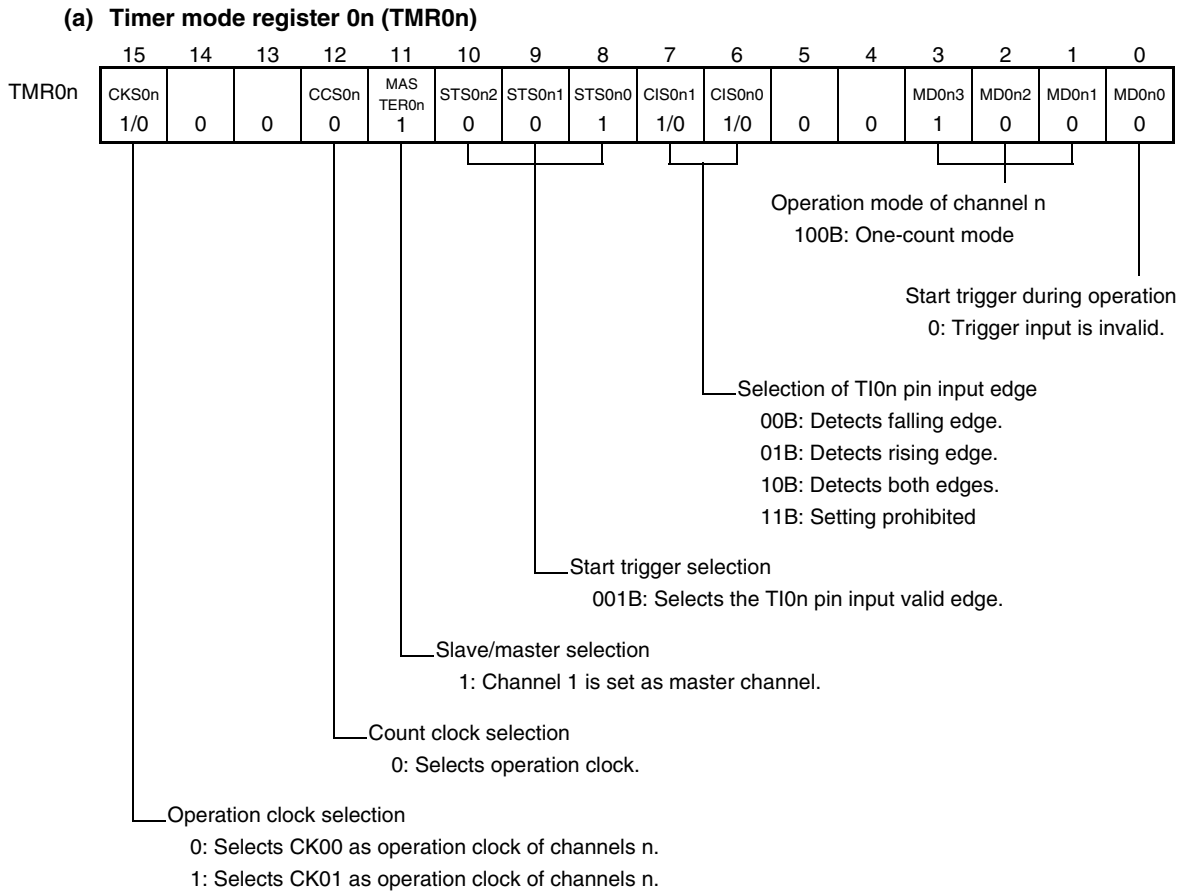 (a) Timer mode register 0n (TMR0n)
15 14 13 12 11 10 9 8 7 6 5 4 3 2 1 0
TMR0n CKS0n CCS0n MAS TER0n STS0n2 STS0n1 STS0n0 CIS0n1 CIS0n0 MD0n3 MD0n2 MD0n1 MD0n0
1/0 0 0 0 1 0 0 1 1/0 1/0 0 0 1 0 0 0
Operation mode of channel n
100B: One-count mode
Start trigger during operation
0: Trigger input is invalid.
Selection of TI0n pin input edge
00B: Detects falling edge.
01B: Detects rising edge.
10B: Detects both edges.
11B: Setting prohibited
Start trigger selection
001B: Selects the TI0n pin input valid edge.
Slave/master selection
1: Channel 1 is set as master channel.
Count clock selection
0: Selects operation clock.
Operation clock selection
0: Selects CK00 as operation clock of channels n.
1: Selects CK01 as operation clock of channels n.